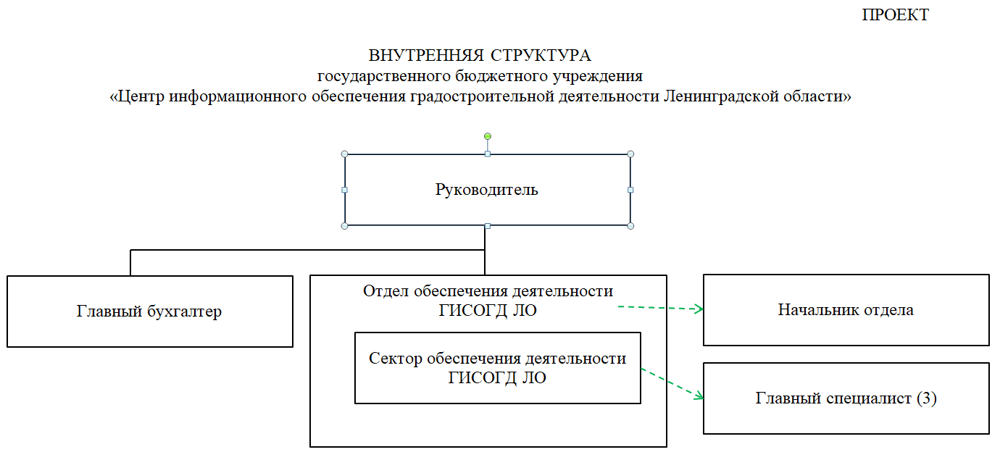 ПРОЕКТ
ВНУТРЕННЯЯ СТРУКТУРА
государственного бюджетного учреждения
«Центр информационного обеспечения градостроительной деятельности Ленинградской области»
Руководитель
Главный бухгалтер
Отдел обеспечения деятельности
ГИСОГД ЛО
Сектор обеспечения деятельности
ГИСОГД ЛО
Начальник отдела
Главный специалист (3)